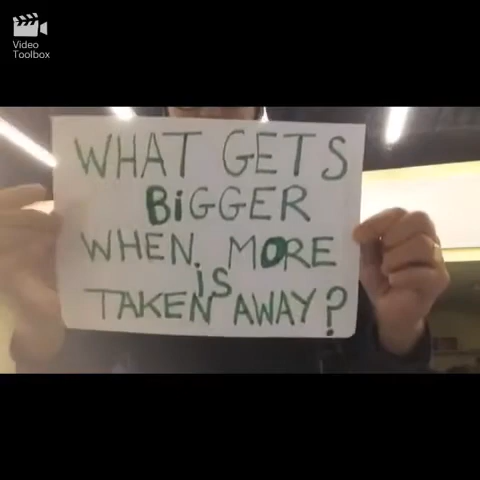 Video
Toolbox
WHAT GETS
BiGGER
WHEN. MORE
iS
TAKEN AWAY?